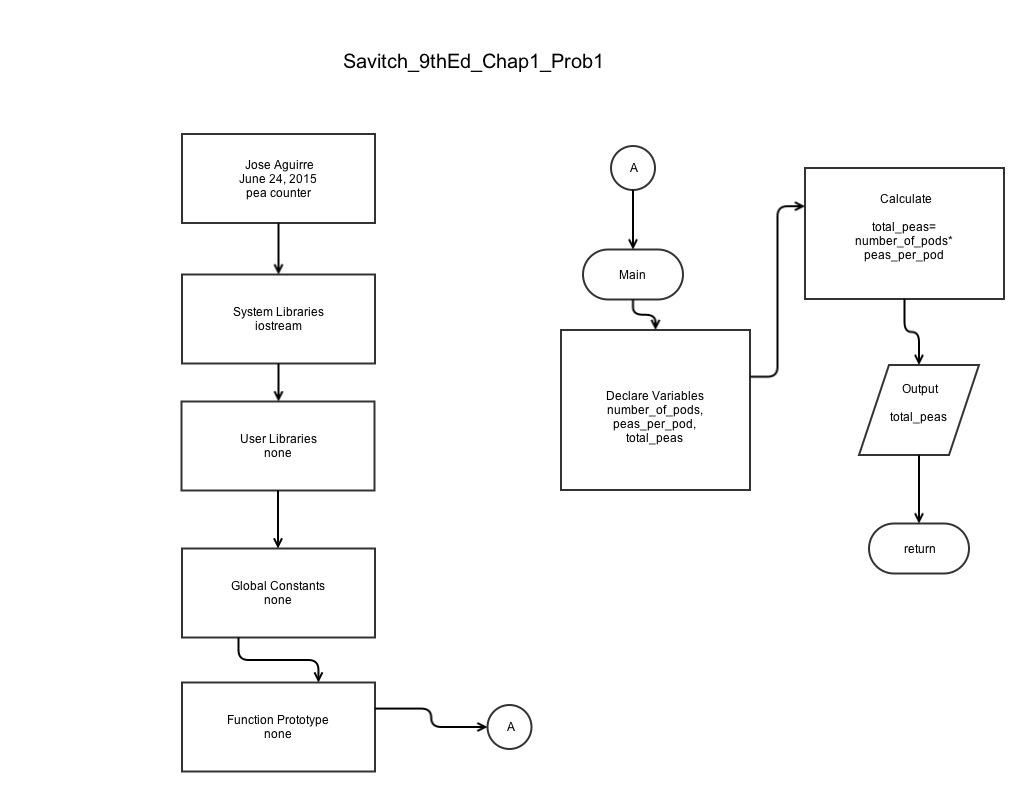 Savitch_9thEd_Chap1_Prob1
Jose Aguirre
June 24, 2015
pea counter
System Libraries
iostream
User Libraries
none
Global Constants
none
Function Prototype
none
A
A
Main
Declare Variables
number_of_pods,
peas_per_pod,
total_peas
Calculate
total_peas=
number_of_pods*
peas_per_pod
Output
total_peas
return